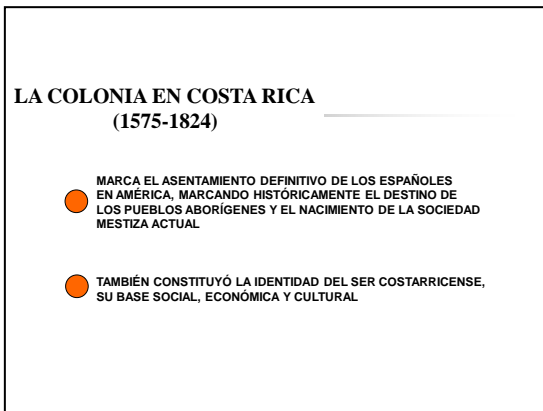 LA COLONIA EN COSTA RICA
(1575-1824)
MARCA EL ASENTAMIENTO DEFINITIVO DE LOS ESPAÑOLES
EN AMÉRICA, MARCANDO HISTÓRICAMENTE EL DESTINO DE
LOS PUEBLOS ABORÍGENES Y EL NACIMIENTO DE LA SOCIEDAD
MESTIZA ACTUAL
TAMBIÉN CONSTITUYÓ LA IDENTIDAD DEL SER COSTARRICENSE,
SU BASE SOCIAL, ECONÓMICA Y CULTURAL